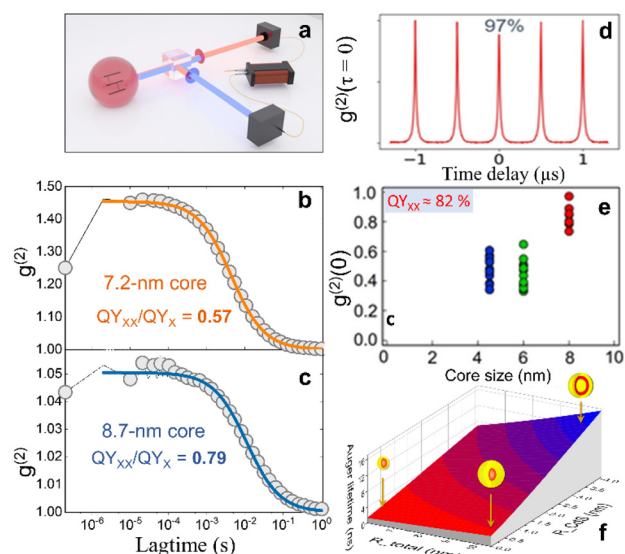 a
b
1.50
1.40
1.30
1.20
1.10
1.00
g(2)
7.2-nm core
QYXX/QYX = 0.57
c
1.05
1.04
1.03
1.02
1.01
1.00
g(2)
8.7-nm core
QYXX/QYX = 0.79
10-6 10-5 10-4 10-3 10-2 10-1 100
Lagtime (s)
d
97%
g(2)(τ = 0)
−1 0 1
Time delay (µs)
e
QYXX ≈ 82 %
1.0
0.8
0.6
0.4
0.2
0
g(2)(0)
c
0 2 4 6 8 10
Core size (nm)
Auger lifetime (ns)
f